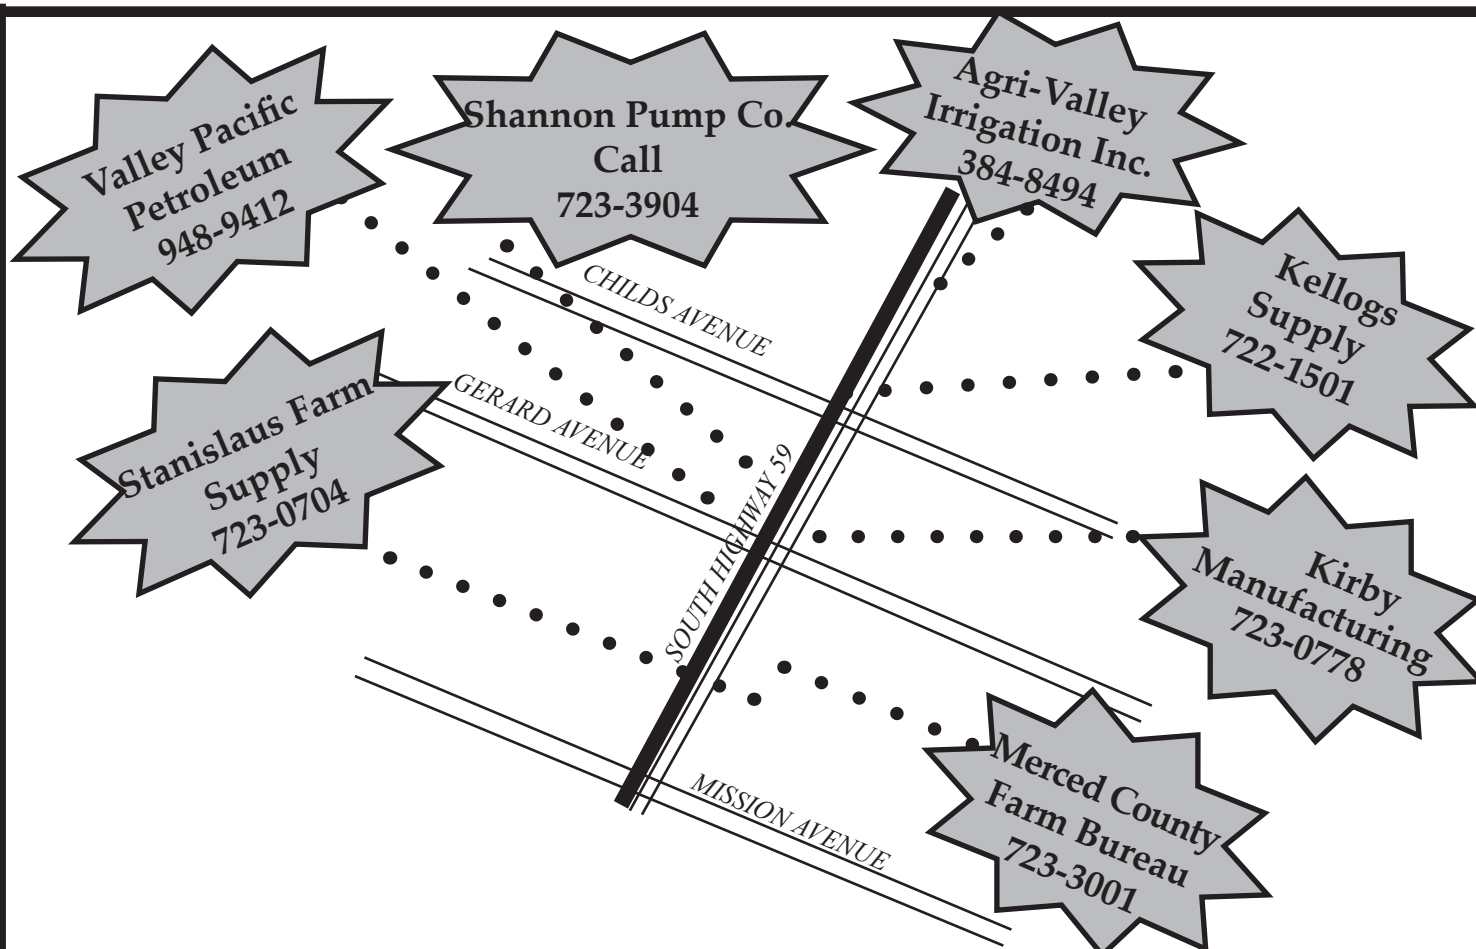 Valley Pacific
Petroleum
948-9412
Shannon Pump Co.
Call
723-3904
Agri-Valley
Irrigation Inc.
384-8494
Kellogs
Supply
722-1501
CHILDS AVENUE
GERARD AVENUE
Stanislaus Farm
Supply
723-0704
SOUTH HIGHWAY 59
Kirby
Manufacturing
723-0778
MISSION AVENUE
Merced County
Farm Bureau
723-3001